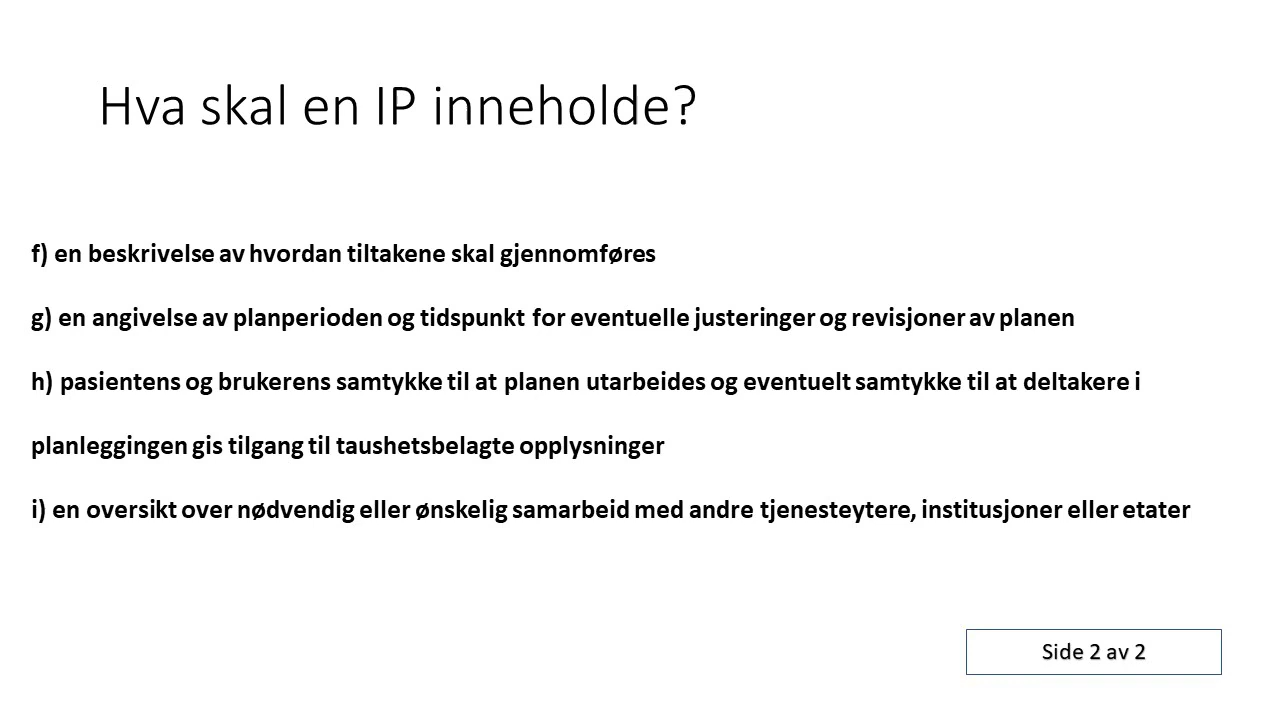 Hva skal en IP inneholde?
f) en beskrivelse av hvordan tiltakene skal gjennomføres
g) en angivelse av planperioden og tidspunkt for eventuelle justeringer og revisjoner av planen
h) pasientens og brukerens samtykke til at planen utarbeides og eventuelt samtykke til at deltakere i
planleggingen gis tilgang til taushetsbelagte opplysninger
i) en oversikt over nødvendig eller ønskelig samarbeid med andre tjenesteytere, institusjoner eller etater
Side 2 av 2